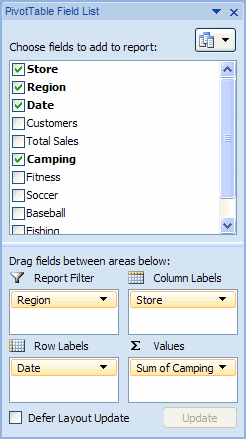 PivotTable Field List
Choose fields to add to report:
Store
Region
Date
Customers
Total Sales
Camping
Fitness
Soccer
Baseball
Fishing
Drag fields between areas below:
Report Filter
Column Labels
Region
Store
Row Labels
Σ Values
Date
Sum of Camping
Defer Layout Update
Update